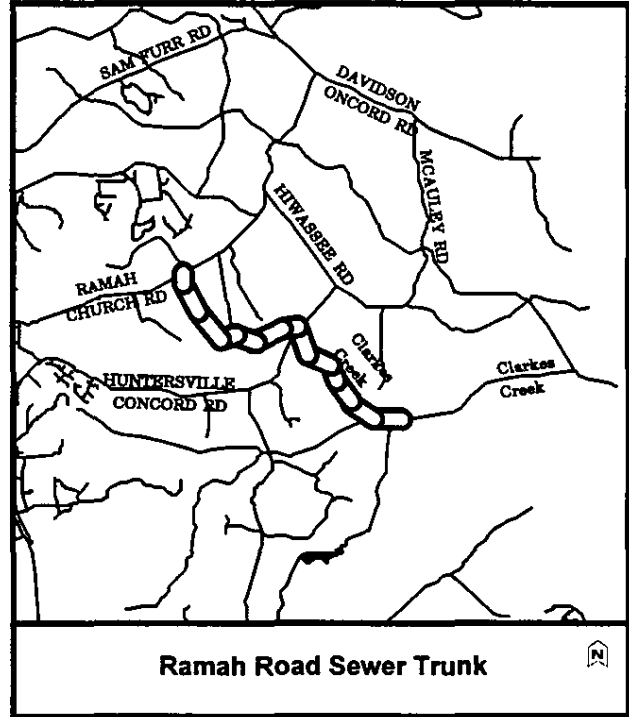 SAM FURR RD
DAVIDSON
ONCORD RD
MCAULEY RD
HIWASSEE RD
RAMAH
CHURCH RD
Clarkes
Creek
Clarkes
Creek
HUNTERSVILLE
CONCORD RD
Ramah Road Sewer Trunk
N